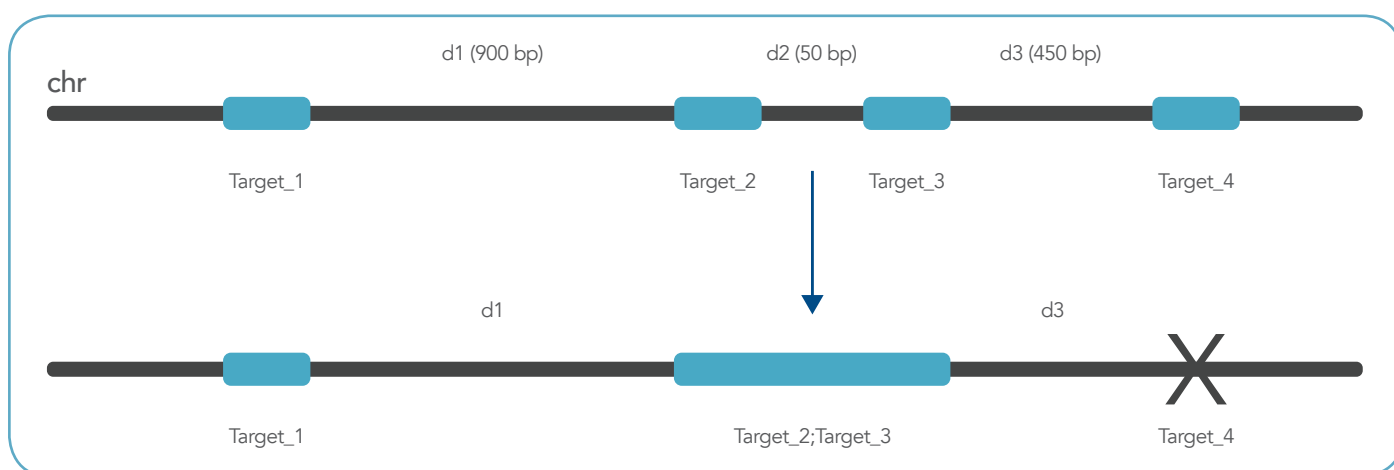 d1 (900 bp) d2 (50 bp) d3 (450 bp)
chr
Target_1 Target_2 Target_3 Target_4
d1 d3
X
Target_1 Target_2;Target_3 Target_4